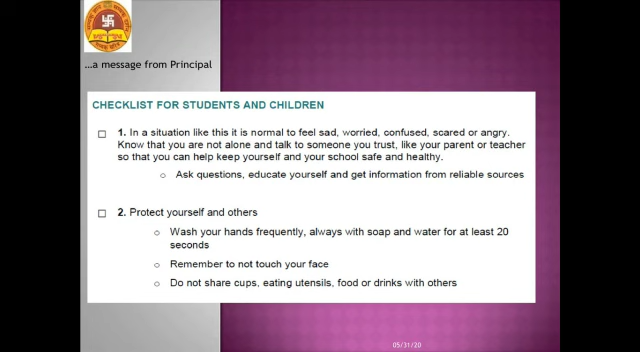 ...a message from Principal
CHECKLIST FOR STUDENTS AND CHILDREN
1. In a situation like this it is normal to feel sad, worried, confused, scared or angry.
Know that you are not alone and talk to someone you trust, like your parent or teacher
so that you can help keep yourself and your school safe and healthy.
o Ask questions, educate yourself and get information from reliable sources
2. Protect yourself and others
o Wash your hands frequently, always with soap and water for at least 20
seconds
o Remember to not touch your face
o Do not share cups, eating utensils, food or drinks with others
05/31/20